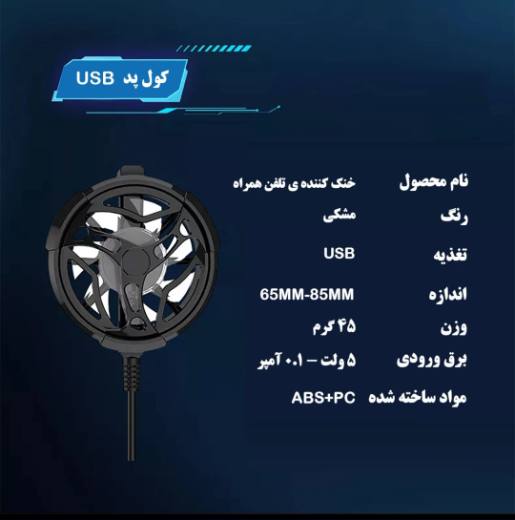 کول پد USB
نام محصول خنک کننده ی تلفن همراه
رنگ مشکی
تغذیه USB
اندازه 65MM-85MM
وزن ۴۵ گرم
برق ورودی ۵ ولت – ۰.۱ آمپر
مواد ساخته شده ABS+PC